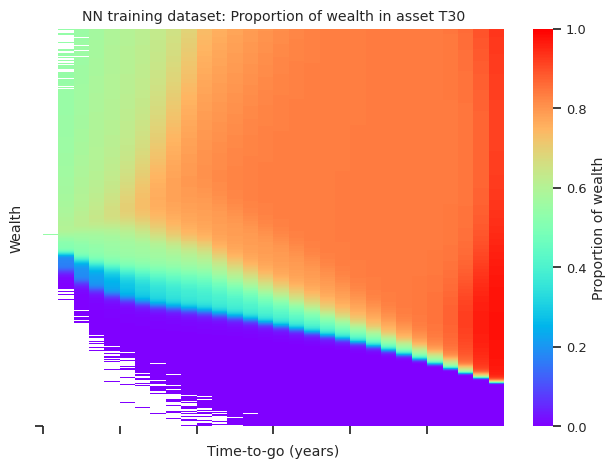 NN training dataset: Proportion of wealth in asset T30
Wealth
Time-to-go (years)
1.0
0.8
0.6
0.4
0.2
0.0
Proportion of wealth